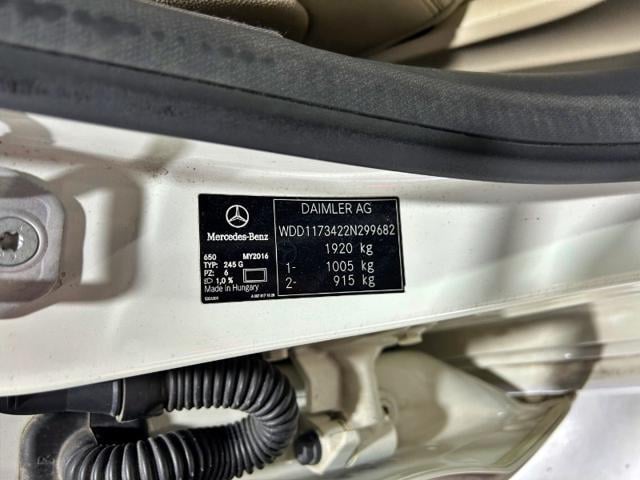 Mercedes-Benz
650 MY2016
TYP: 245 G
PZ: 6
1,0 %
Made in Hungary
DAIMLER AG
WDD1173422N299682
1920 kg
1- 1005 kg
2- 915 kg